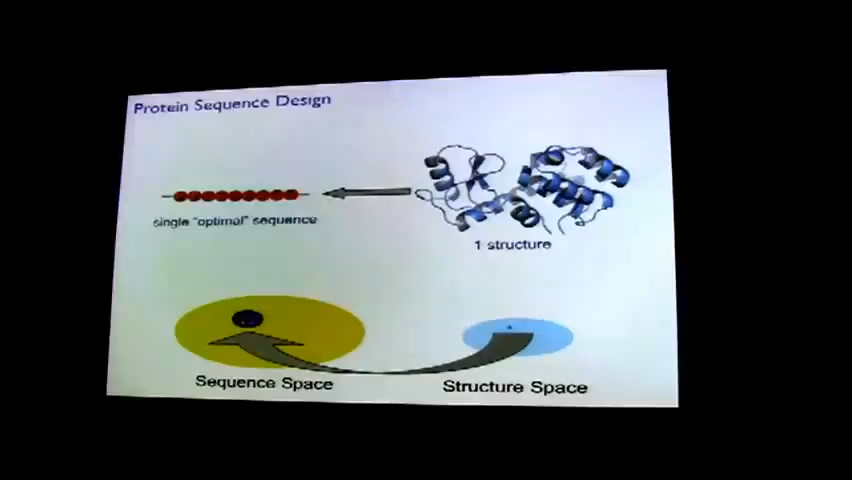 Protein Sequence Design
single "optimal" sequence
1 structure
Sequence Space
Structure Space